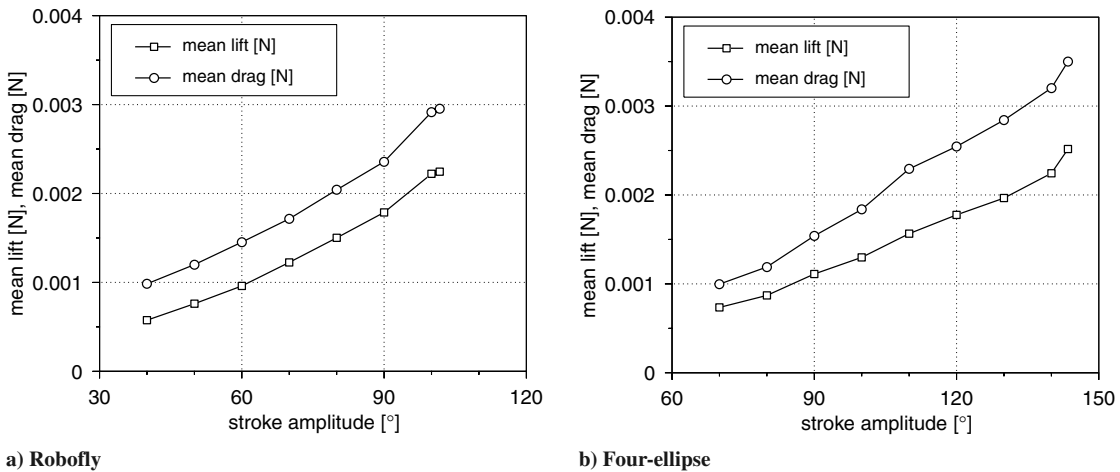 0.004
0.003
0.002
0.001
0
mean lift [N], mean drag [N]
mean lift [N]
mean drag [N]
30
60
90
120
stroke amplitude [°]
a) Robofly
0.004
0.003
0.002
0.001
0
mean lift [N], mean drag [N]
mean lift [N]
mean drag [N]
60
90
120
150
stroke amplitude [°]
b) Four-ellipse